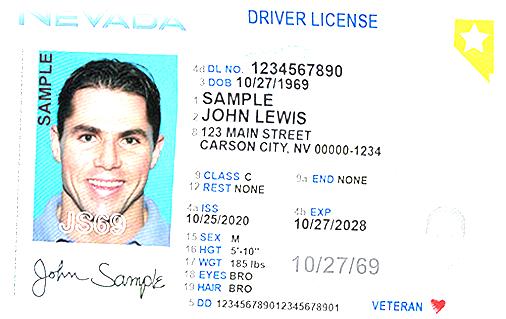 NEVADA DRIVER LICENSE
SAMPLE
4d DL NO. 1234567890
3 DOB 10/27/1969
1 SAMPLE
2 JOHN LEWIS
8 123 MAIN STREET
CARSON CITY, NV 00000-1234
9 CLASS C 9a END NONE
12 REST NONE
4a ISS 4b EXP
10/25/2020 10/27/2028
15 SEX M
16 HGT 5'-10"
17 WGT 185 lbs 10/27/69
18 EYES BRO
19 HAIR BRO
5 DD 123456789012345678901 VETERAN
JS69
John Sample